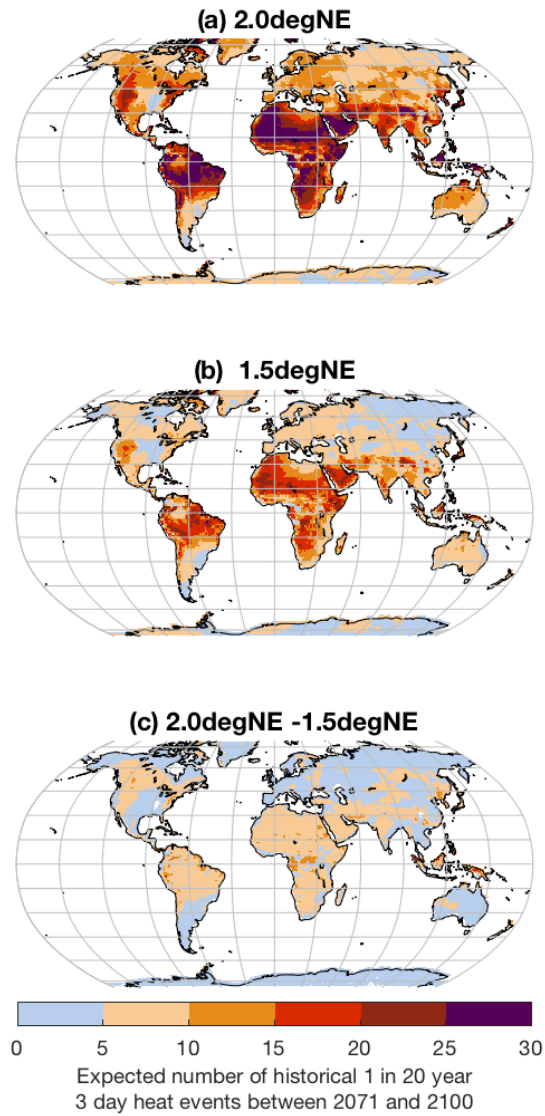 (a) 2.0degNE
(b) 1.5degNE
(c) 2.0degNE -1.5degNE
0 5 10 15 20 25 30
Expected number of historical 1 in 20 year
3 day heat events between 2071 and 2100